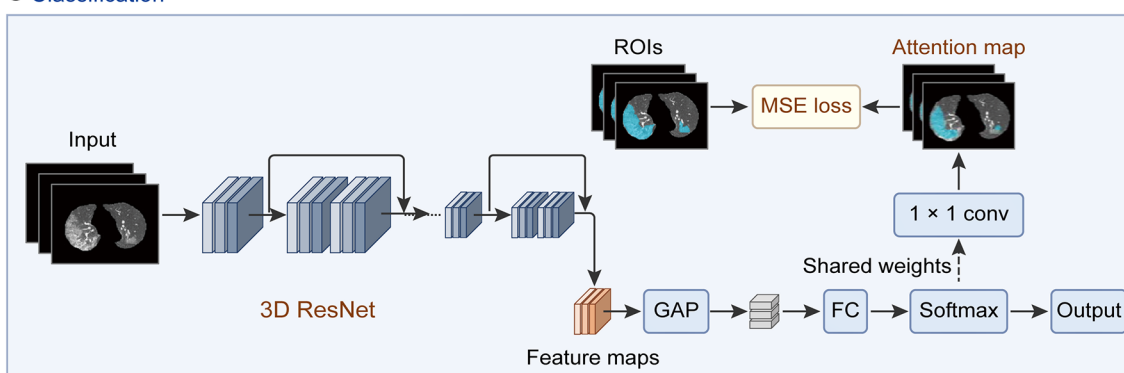 Classification
ROIs
Attention map
MSE loss
Input
1 × 1 conv
Shared weights
3D ResNet
GAP
FC
Softmax
Output
Feature maps